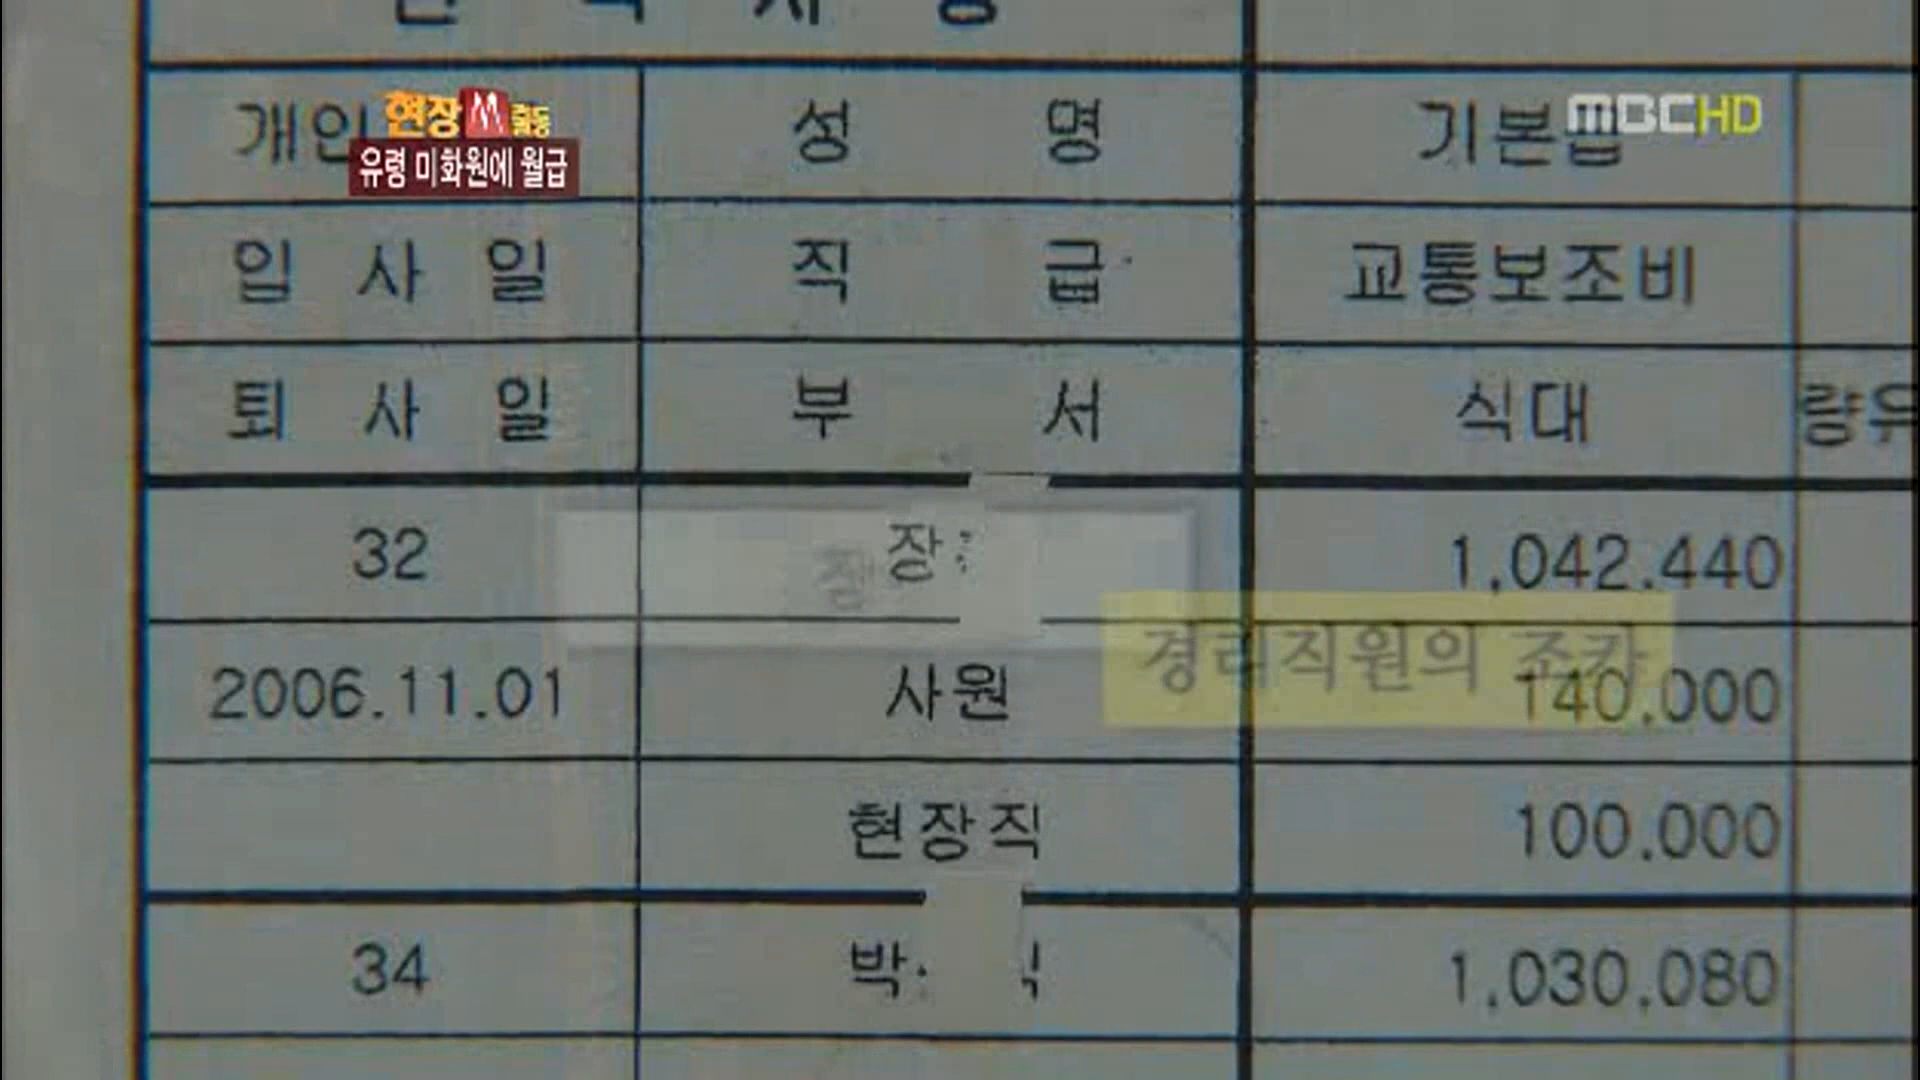 현장 M 출동
MBC HD
유령 미화원에 월급
성 명
기본급
입 사 일
직 급
교통보조비
퇴 사 일
부 서
식대
32
장
1,042,440
경리직원의 조카
2006.11.01
사원
140,000
현장직
100,000
34
박
1,030,080